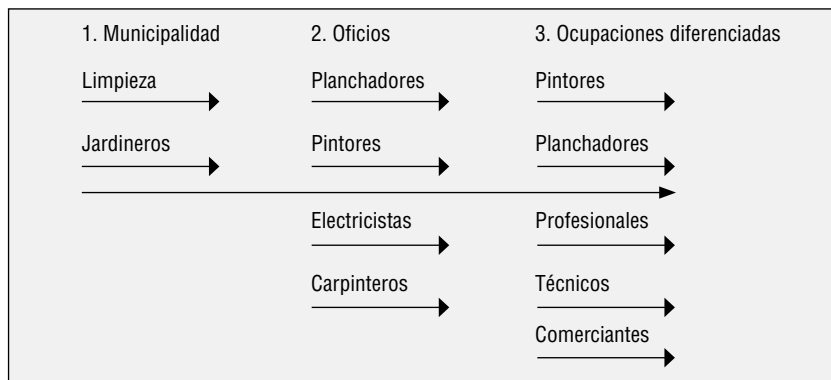 1. Municipalidad 2. Oficios 3. Ocupaciones diferenciadas
Limpieza Planchadores Pintores
Jardineros Pintores Planchadores
Electricistas Profesionales
Carpinteros Técnicos
Comerciantes